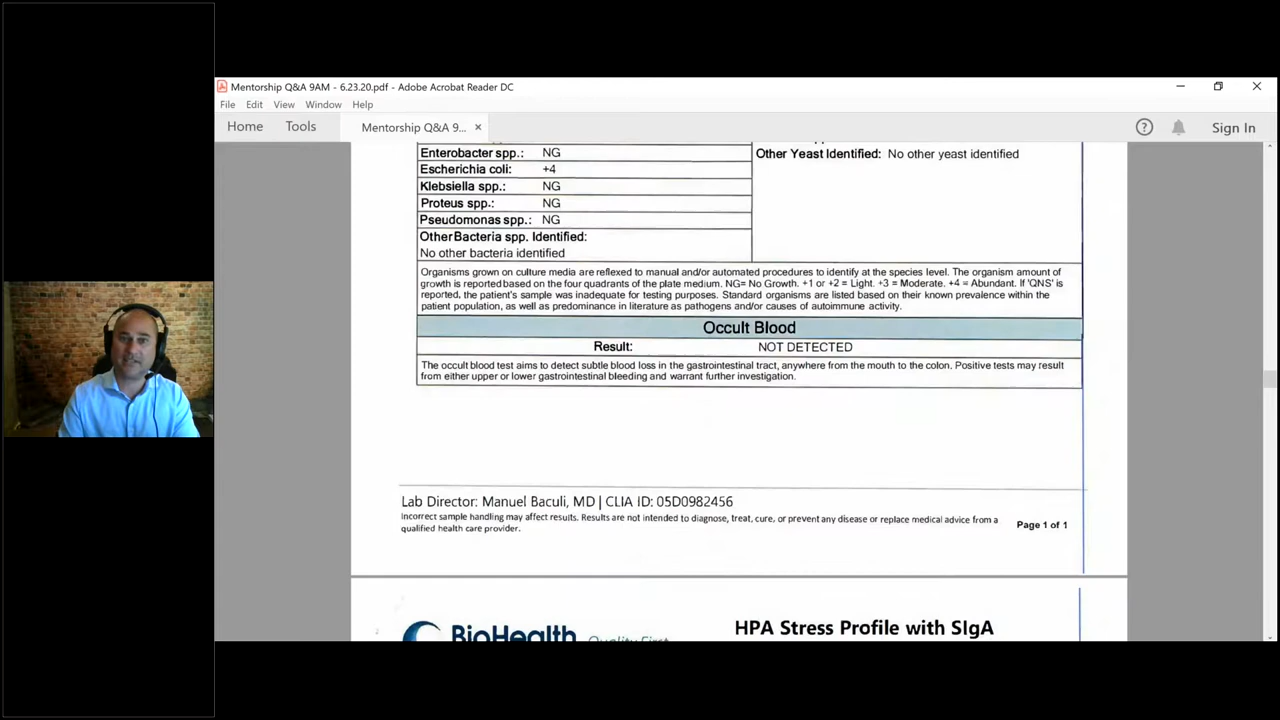 Mentorship Q&A 9AM - 6.23.20.pdf - Adobe Acrobat Reader DC
File Edit View Window Help
Home Tools Mentorship Q&A 9... × Sign In
Enterobacter spp.: NG
Other Yeast Identified: No other yeast identified
Escherichia coli: +4
Klebsiella spp.: NG
Proteus spp.: NG
Pseudomonas spp.: NG
Other Bacteria spp. Identified:
No other bacteria identified
Organisms grown on culture media are reflexed to manual and/or automated procedures to identify at the species level. The organism amount of
growth is reported based on the four quadrants of the plate medium. NG= No Growth. +1 or +2 = Light. +3 = Moderate. +4 = Abundant. If 'QNS' is
reported, the patient's sample was inadequate for testing purposes. Standard organisms are listed based on their known prevalence within the
patient population, as well as predominance in literature as pathogens and/or causes of autoimmune activity.
Occult Blood
Result: NOT DETECTED
The occult blood test aims to detect subtle blood loss in the gastrointestinal tract, anywhere from the mouth to the colon. Positive tests may result
from either upper or lower gastrointestinal bleeding and warrant further investigation.
Lab Director: Manuel Baculi, MD | CLIA ID: 05D0982456
Incorrect sample handling may affect results. Results are not intended to diagnose, treat, cure, or prevent any disease or replace medical advice from a
qualified health care provider.
Page 1 of 1
BioHealth Quality First
HPA Stress Profile with SIgA